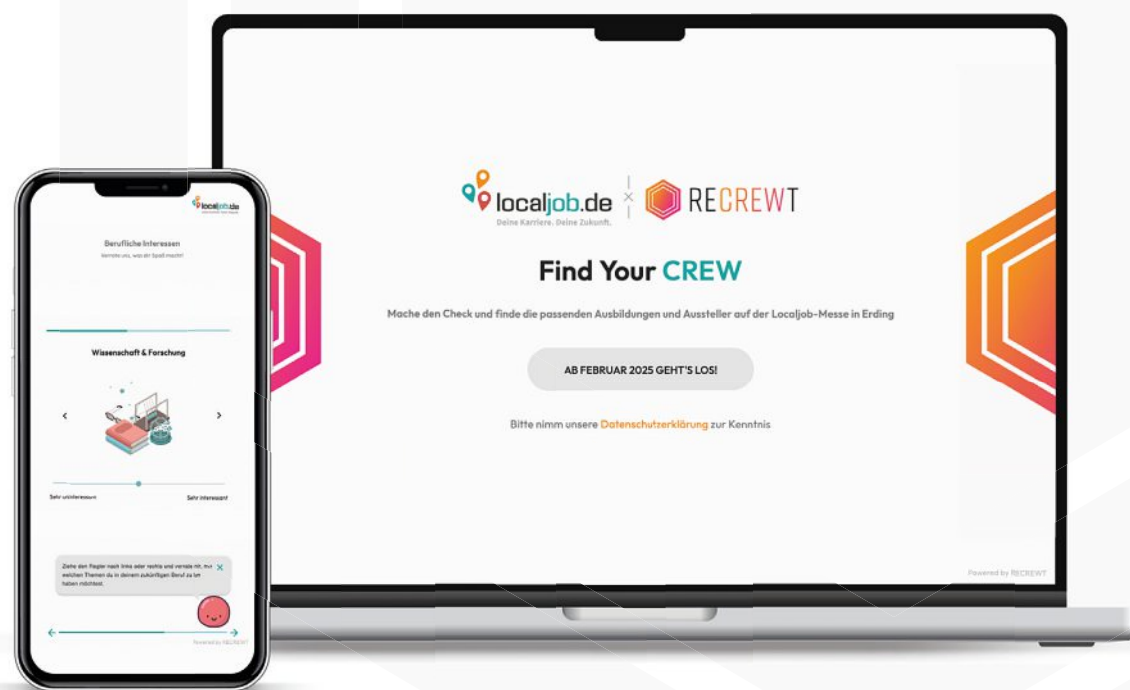 localjob.de
Deine Karriere. Deine Zukunft.
×
RECREWT
Find Your CREW
Mache den Check und finde die passenden Ausbildungen und Aussteller auf der Localjob-Messe in Erding
AB FEBRUAR 2025 GEHT'S LOS!
Bitte nimm unsere Datenschutzerklärung zur Kenntnis
Powered by RECREWT
localjob.de
Berufliche Interessen
Verrate uns, was dir Spaß macht!
Wissenschaft & Forschung
Sehr uninteressant
Sehr interessant
Ziehe den Regler nach links oder rechts und verrate mir, mit
welchen Themen du in deinem zukünftigen Beruf zu tun
haben möchtest.
Powered by RECREWT